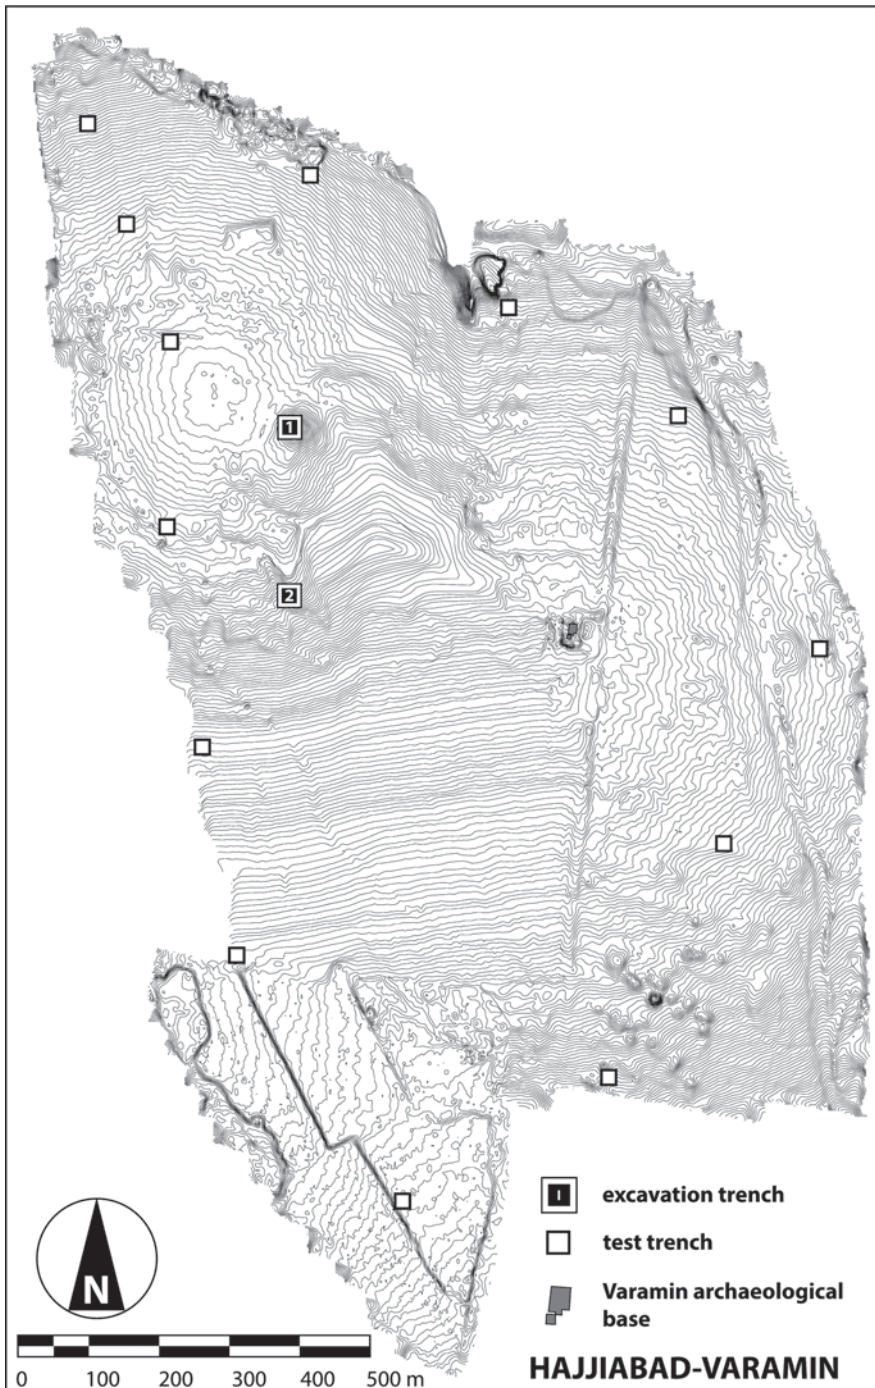 1
2
I excavation trench
test trench
Varamin archaeological
base
N
0 100 200 300 400 500 m
HAJJIABAD-VARAMIN